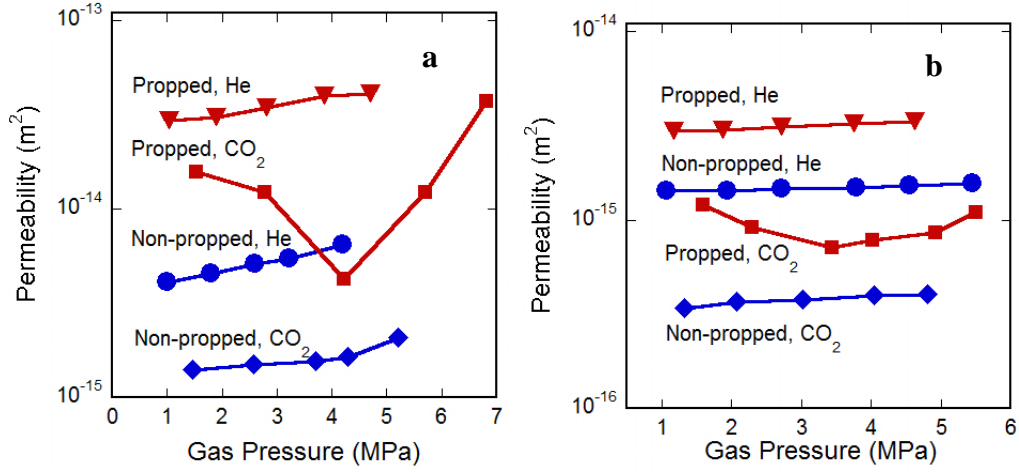 a
Permeability (m²)
10⁻¹³
10⁻¹⁴
10⁻¹⁵
Propped, He
Propped, CO₂
Non-propped, He
Non-propped, CO₂
0 1 2 3 4 5 6 7
Gas Pressure (MPa)
b
Permeability (m²)
10⁻¹⁴
10⁻¹⁵
10⁻¹⁶
Propped, He
Non-propped, He
Propped, CO₂
Non-propped, CO₂
1 2 3 4 5 6
Gas Pressure (MPa)